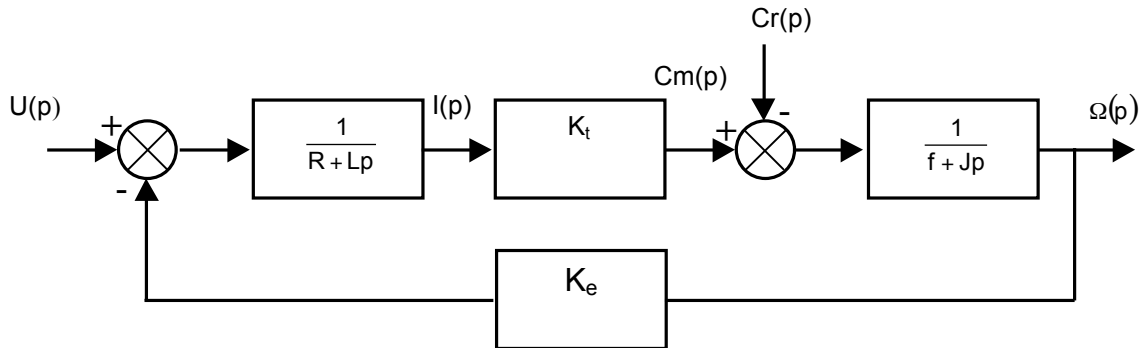 Cr(p)
U(p)
+
-
1
R + Lp
I(p)
Kt
Cm(p)
+
-
1
f + Jp
Ω(p)
Ke